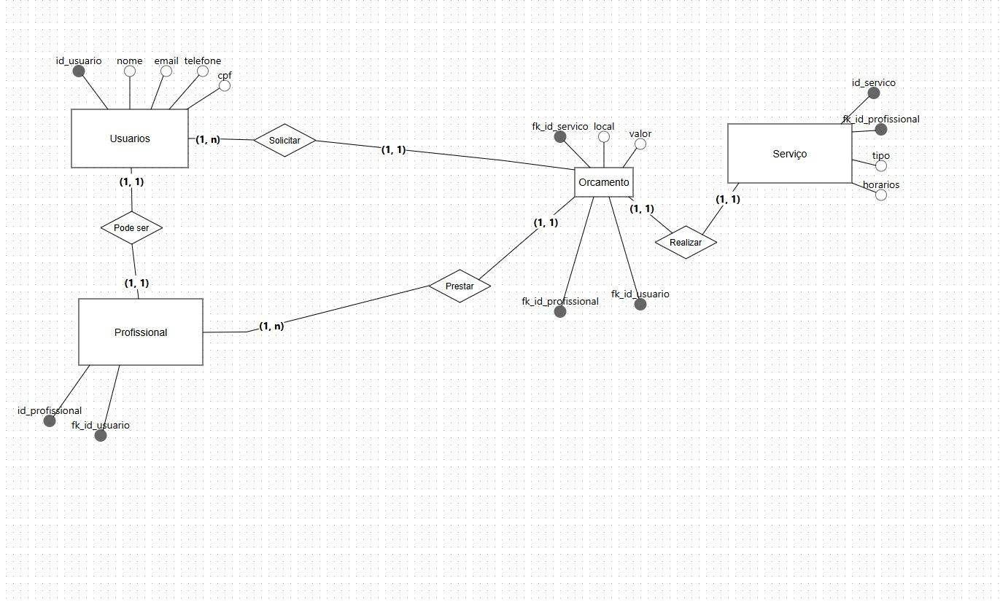 id_usuario
nome
email
telefone
cpf
Usuarios
(1, n)
Solicitar
(1, 1)
fk_id_servico
local
valor
Orcamento
id_servico
fk_id_profissional
tipo
horarios
Serviço
(1, 1)
(1, 1)
Realizar
(1, 1)
Pode ser
(1, 1)
(1, 1)
Prestar
fk_id_profissional
fk_id_usuario
(1, n)
Profissional
id_profissional
fk_id_usuario